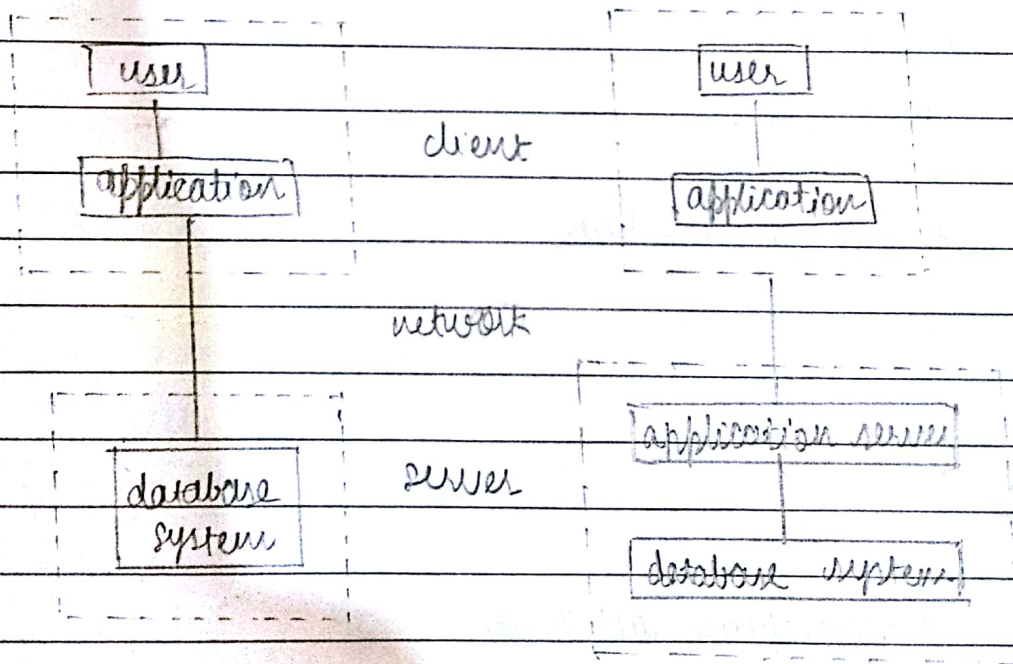 user
user
client
application
application
network
application server
server
database
system
database system